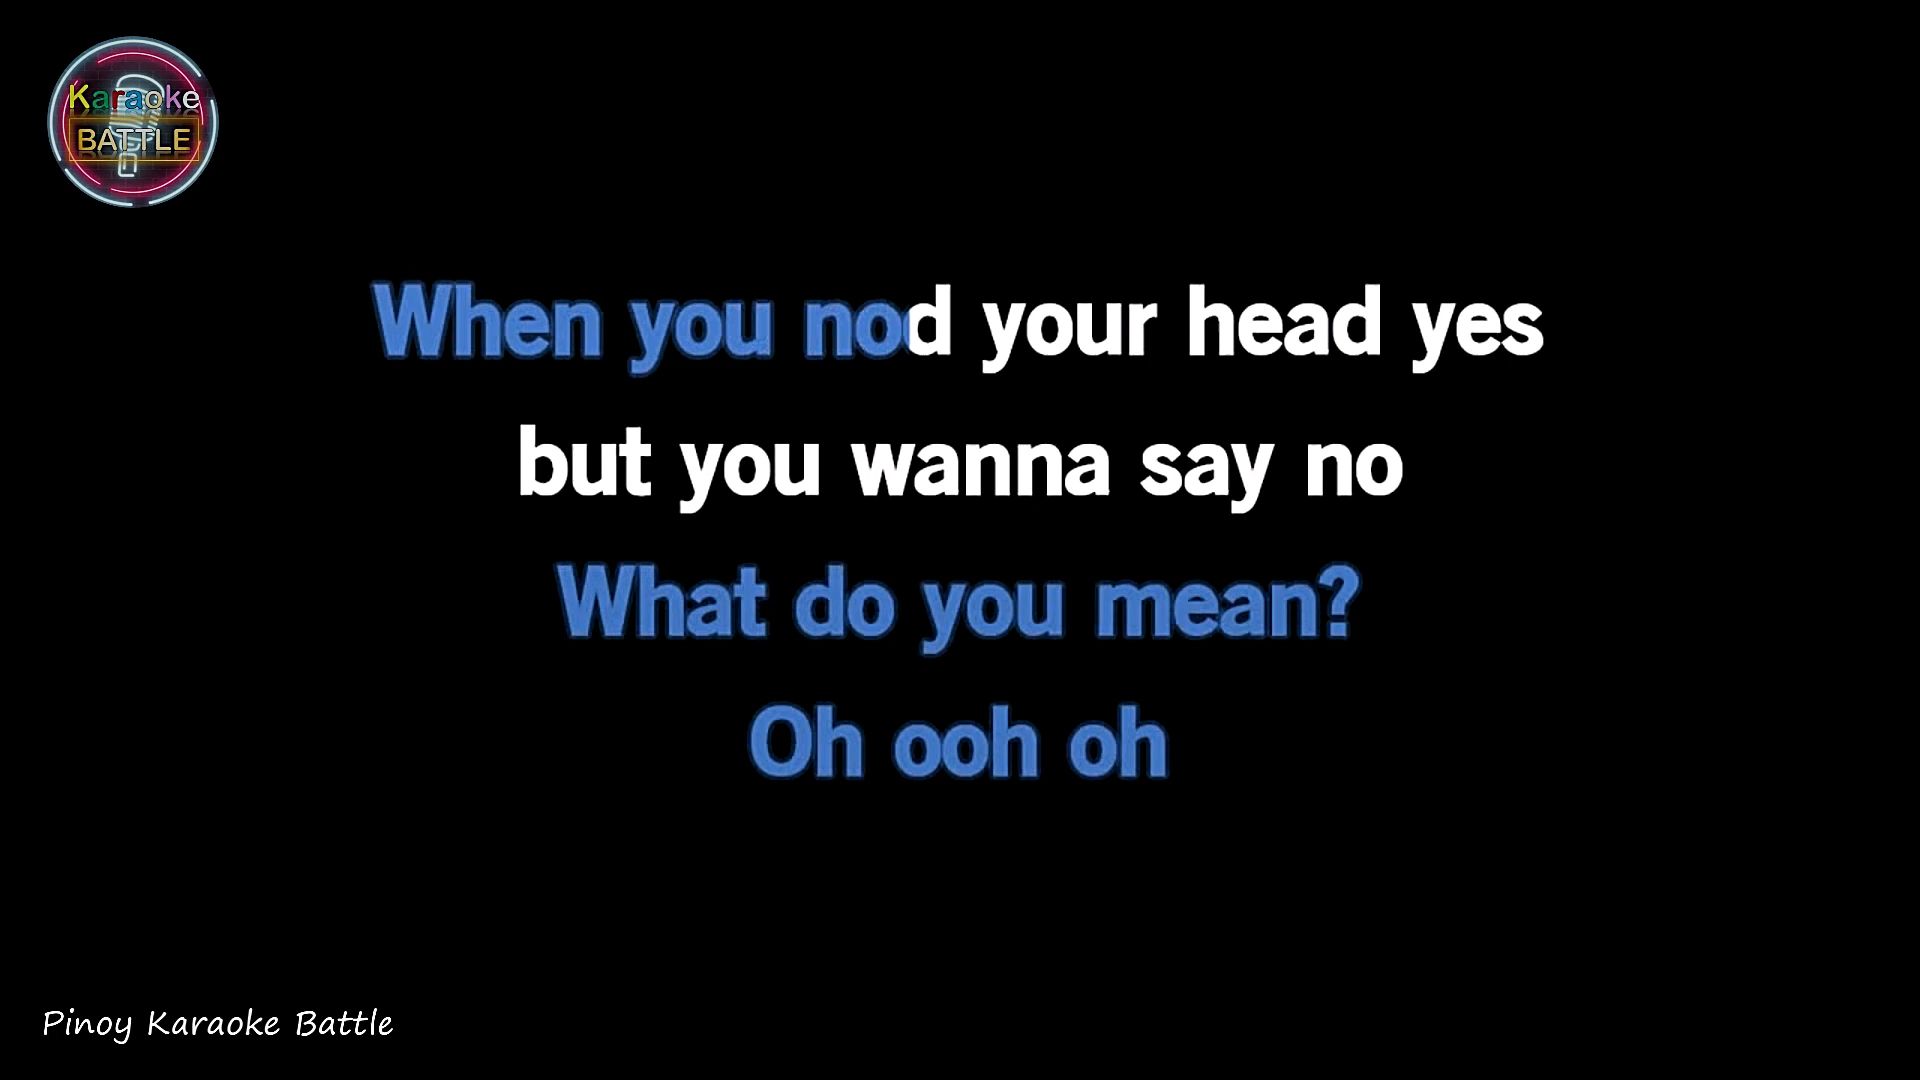 Karaoke
BATTLE
When you nod your head yes
but you wanna say no
What do you mean?
Oh ooh oh
Pinoy Karaoke Battle